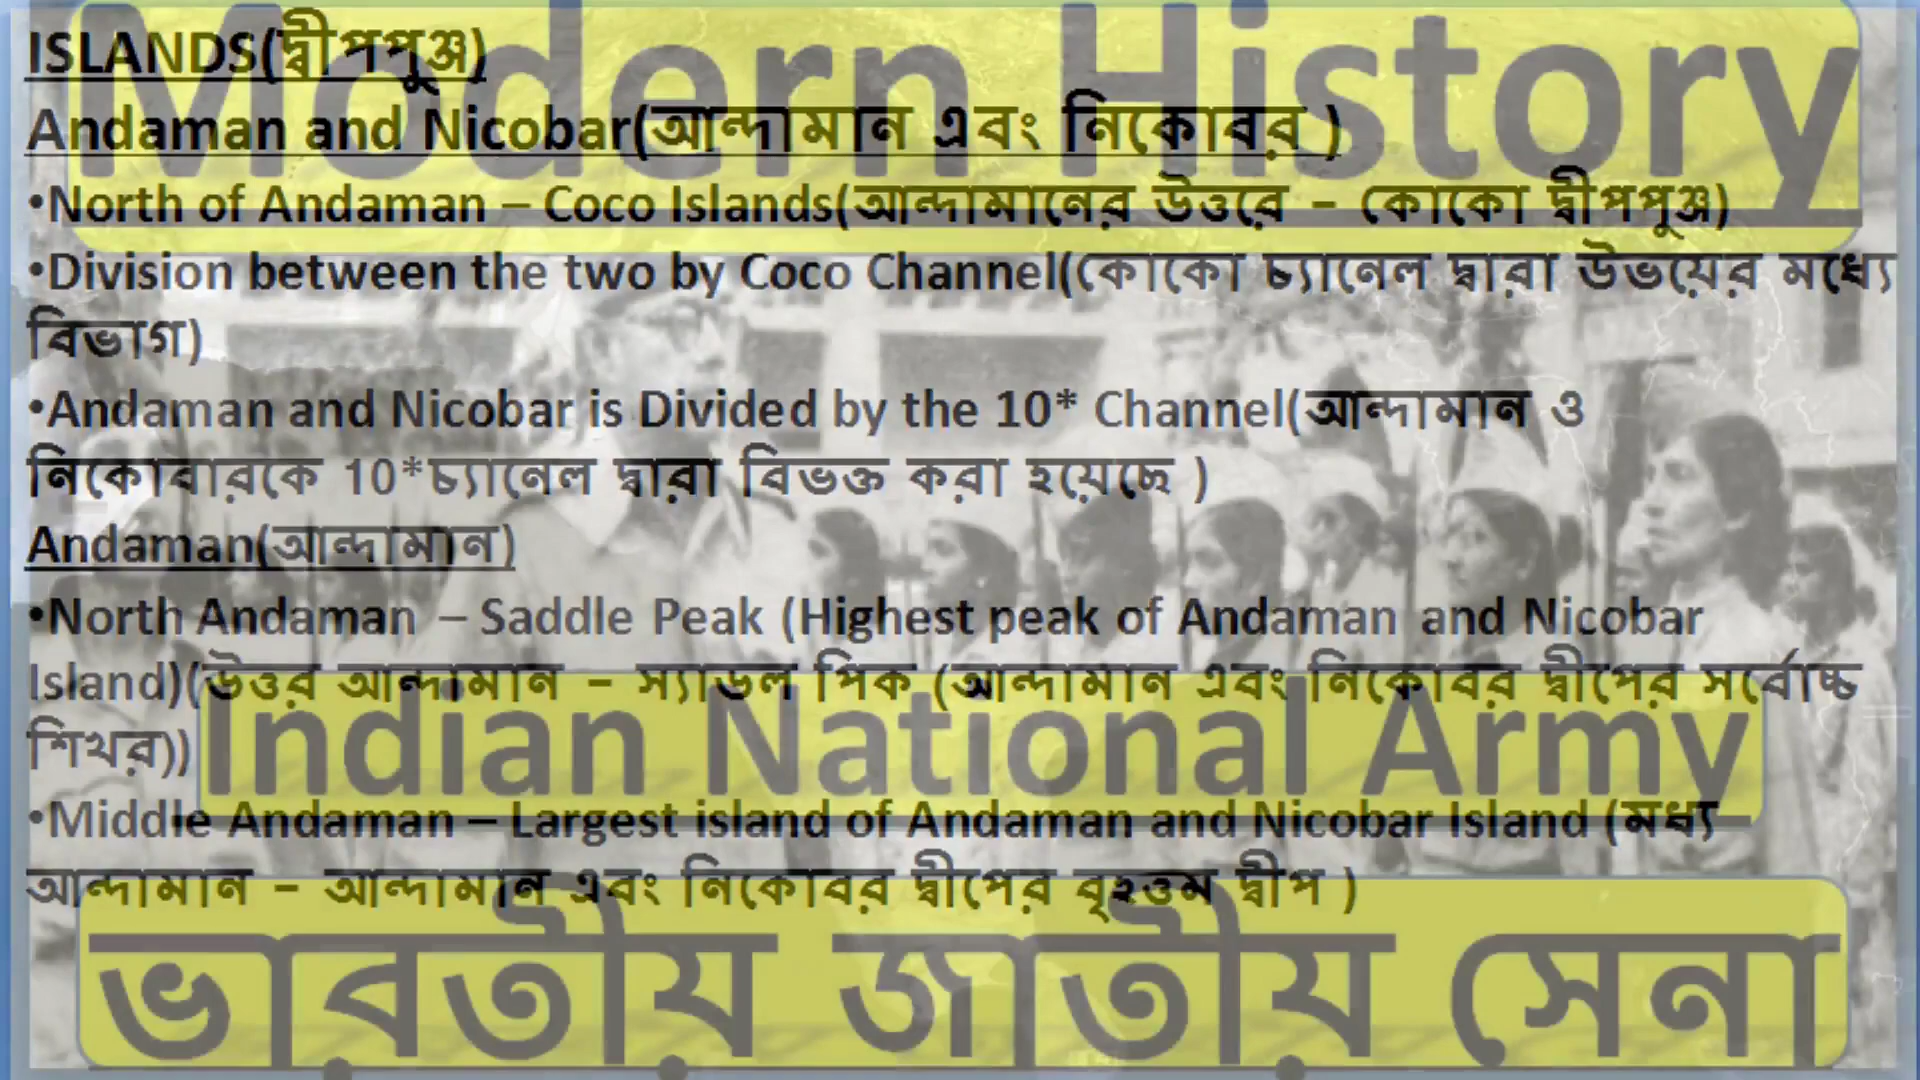 Modern History
ISLANDS(দ্বীপপুঞ্জ)
Andaman and Nicobar(আন্দামান এবং নিকোবর )
•North of Andaman – Coco Islands(আন্দামানের উত্তরে – কোকো দ্বীপপুঞ্জ)
•Division between the two by Coco Channel(কোকো চ্যানেল দ্বারা উভয়ের মধ্যে
বিভাগ)
•Andaman and Nicobar is Divided by the 10* Channel(আন্দামান ও
নিকোবারকে 10*চ্যানেল দ্বারা বিভক্ত করা হয়েছে )
Andaman(আন্দামান)
•North Andaman – Saddle Peak (Highest peak of Andaman and Nicobar
Island)(উত্তর আন্দামান – স্যাডল পিক (আন্দামান এবং নিকোবর দ্বীপের সর্বোচ্চ
শিখর))
Indian National Army
•Middle Andaman – Largest island of Andaman and Nicobar Island (মধ্য
আন্দামান – আন্দামান এবং নিকোবর দ্বীপের বৃহত্তম দ্বীপ )
ভারতীয় জাতীয় সেনা